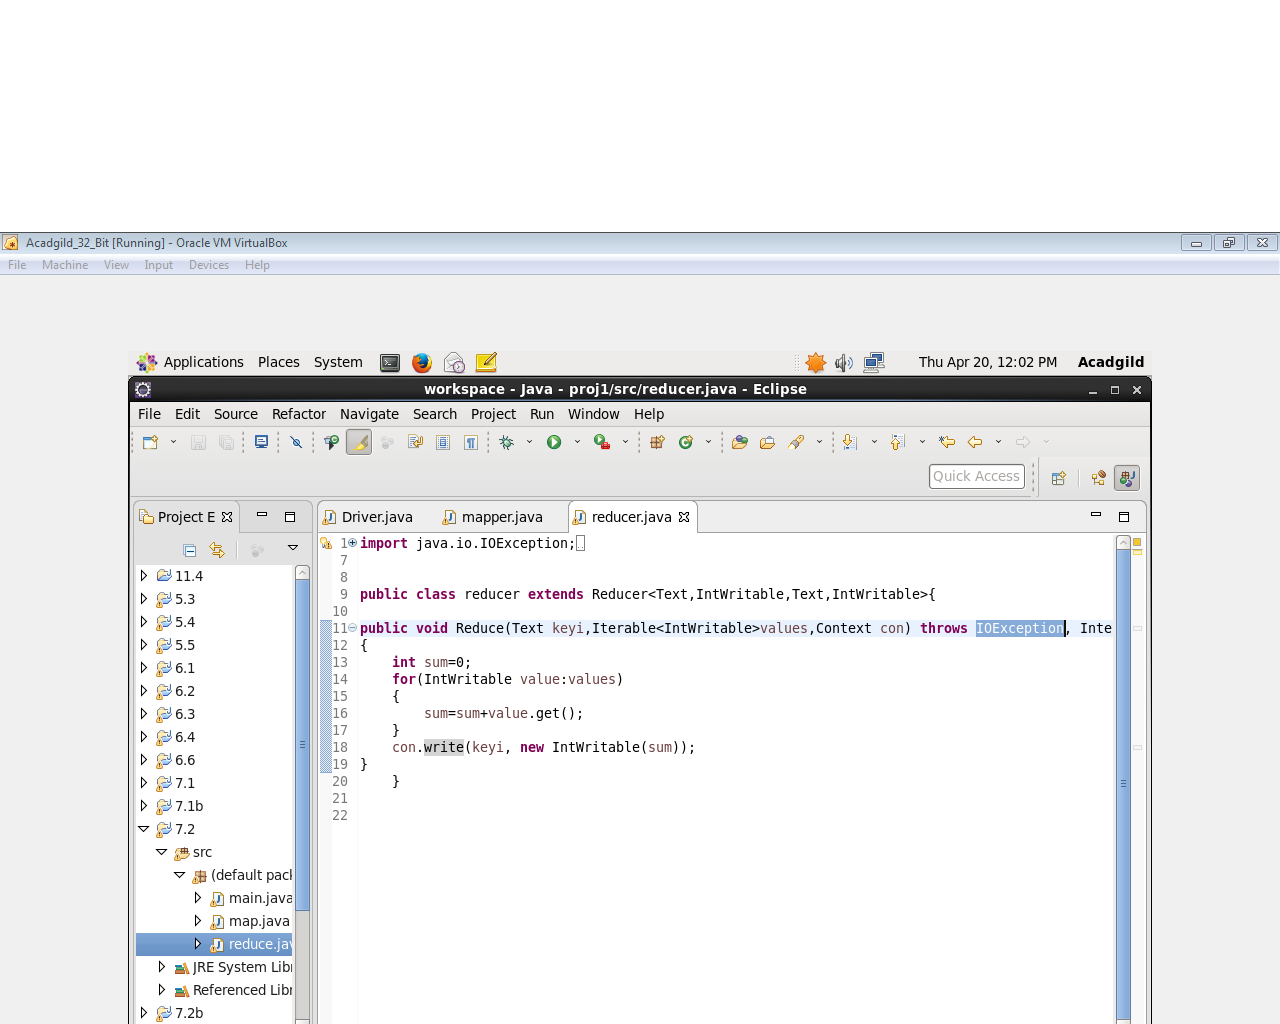 Acadgild_32_Bit [Running] - Oracle VM VirtualBox
File Machine View Input Devices Help
Applications Places System Thu Apr 20, 12:02 PM Acadgild
workspace - Java - proj1/src/reducer.java - Eclipse
File Edit Source Refactor Navigate Search Project Run Window Help
Quick Access
Project E Driver.java mapper.java reducer.java
11.4
5.3
5.4
5.5
6.1
6.2
6.3
6.4
6.6
7.1
7.1b
7.2
src
(default pack
main.java
map.java
reduce.jav
JRE System Libr
Referenced Libr
7.2b
1 import java.io.IOException;
7
8
9 public class reducer extends Reducer<Text,IntWritable,Text,IntWritable>{
10
11 public void Reduce(Text keyi,Iterable<IntWritable>values,Context con) throws IOException, Inte
12 {
13 int sum=0;
14 for(IntWritable value:values)
15 {
16 sum=sum+value.get();
17 }
18 con.write(keyi, new IntWritable(sum));
19 }
20 }
21
22